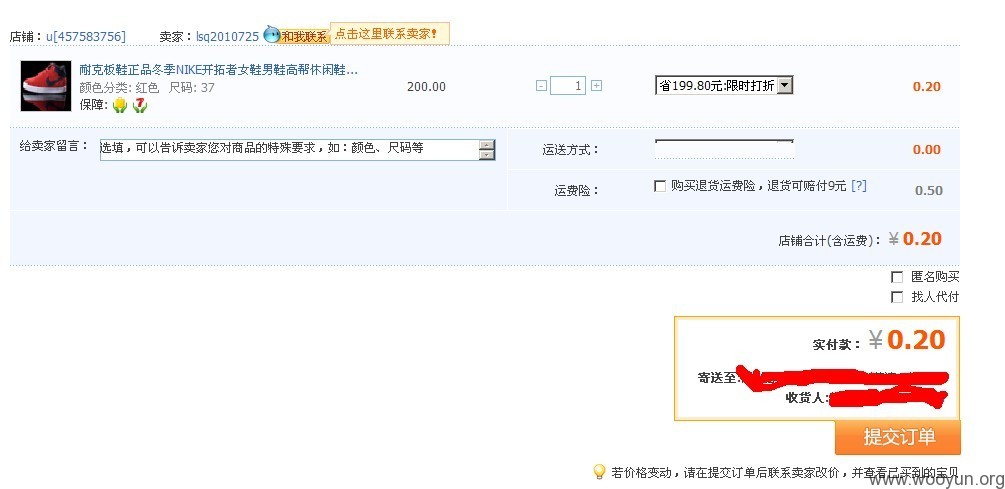 店铺：u[457583756] 卖家：lsq2010725 和我联系 点击这里联系卖家!
耐克板鞋正品冬季NIKE开拓者女鞋男鞋高帮休闲鞋...
颜色分类: 红色 尺码: 37
保障: 7
200.00 - 1 + 省199.80元:限时打折 0.20
给卖家留言： 选填，可以告诉卖家您对商品的特殊要求，如：颜色、尺码等
运送方式： 0.00
运费险： 购买退货运费险，退货可赔付9元 [?] 0.50
店铺合计(含运费)：¥0.20
匿名购买
找人代付
实付款：¥0.20
寄送至:
收货人:
提交订单
若价格变动，请在提交订单后联系卖家改价，并查看已买到的宝贝
www.wooyun.org